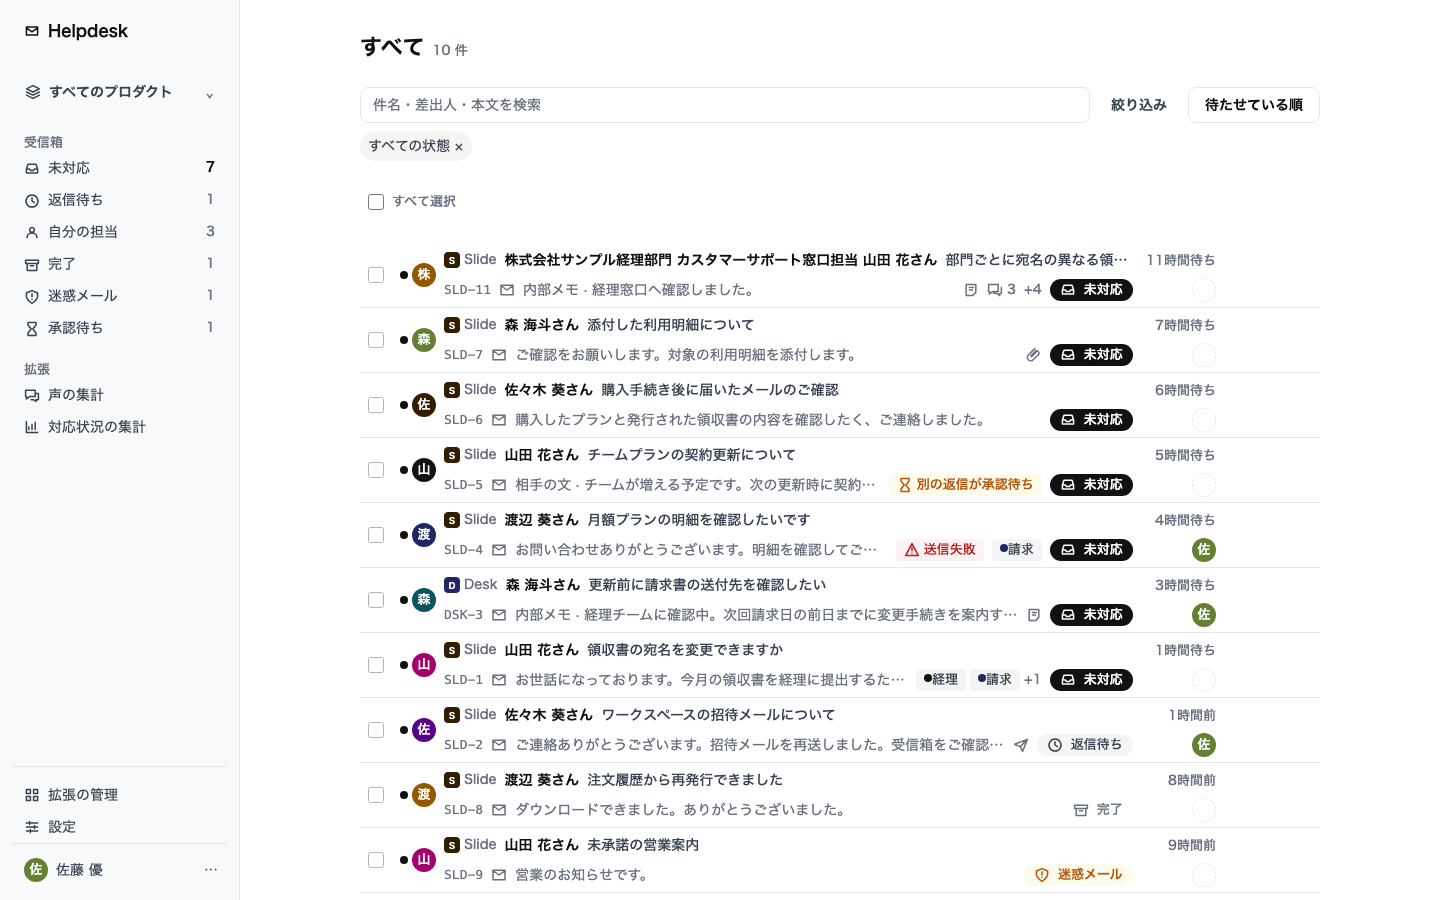 Helpdesk
すべてのプロダクト
受信箱
未対応 7
返信待ち 1
自分の担当 3
完了 1
迷惑メール 1
承認待ち 1
拡張
声の集計
対応状況の集計
拡張の管理
設定
佐 佐藤 優 …
すべて 10 件
件名・差出人・本文を検索 絞り込み 待たせている順
すべての状態 ×
すべて選択
株 S Slide 株式会社サンプル経理部門 カスタマーサポート窓口担当 山田 花さん 部門ごとに宛名の異なる領… 11時間待ち
SLD-11 内部メモ · 経理窓口へ確認しました。 3 +4 未対応
森 S Slide 森 海斗さん 添付した利用明細について 7時間待ち
SLD-7 ご確認をお願いします。対象の利用明細を添付します。 未対応
佐 S Slide 佐々木 葵さん 購入手続き後に届いたメールのご確認 6時間待ち
SLD-6 購入したプランと発行された領収書の内容を確認したく、ご連絡しました。 未対応
山 S Slide 山田 花さん チームプランの契約更新について 5時間待ち
SLD-5 相手の文 · チームが増える予定です。次の更新時に契約… 別の返信が承認待ち 未対応
渡 S Slide 渡辺 葵さん 月額プランの明細を確認したいです 4時間待ち
SLD-4 お問い合わせありがとうございます。明細を確認してご… 送信失敗 請求 未対応 佐
森 D Desk 森 海斗さん 更新前に請求書の送付先を確認したい 3時間待ち
DSK-3 内部メモ · 経理チームに確認中。次回請求日の前日までに変更手続きを案内す… 未対応 佐
山 S Slide 山田 花さん 領収書の宛名を変更できますか 1時間待ち
SLD-1 お世話になっております。今月の領収書を経理に提出するた… 経理 請求 +1 未対応
佐 S Slide 佐々木 葵さん ワークスペースの招待メールについて 1時間前
SLD-2 ご連絡ありがとうございます。招待メールを再送しました。受信箱をご確認… 返信待ち 佐
渡 S Slide 渡辺 葵さん 注文履歴から再発行できました 8時間前
SLD-8 ダウンロードできました。ありがとうございました。 完了
山 S Slide 山田 花さん 未承諾の営業案内 9時間前
SLD-9 営業のお知らせです。 迷惑メール